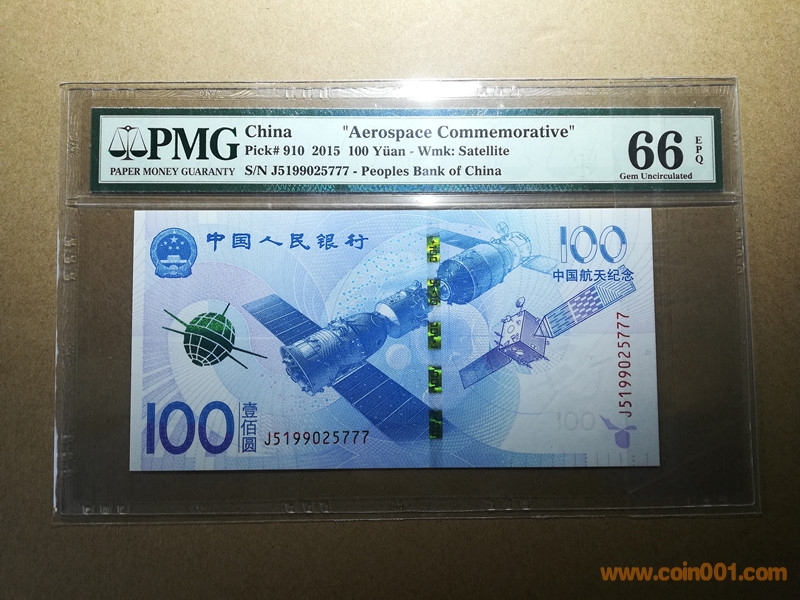 PMG
PAPER MONEY GUARANTY
China "Aerospace Commemorative"
Pick# 910 2015 100 Yüan - Wmk: Satellite
S/N J5199025777 - Peoples Bank of China
66 EPQ
Gem Uncirculated
中国人民银行
100
中国航天纪念
J5199025777
100
壹佰圆
J5199025777
100
www.coin001.com